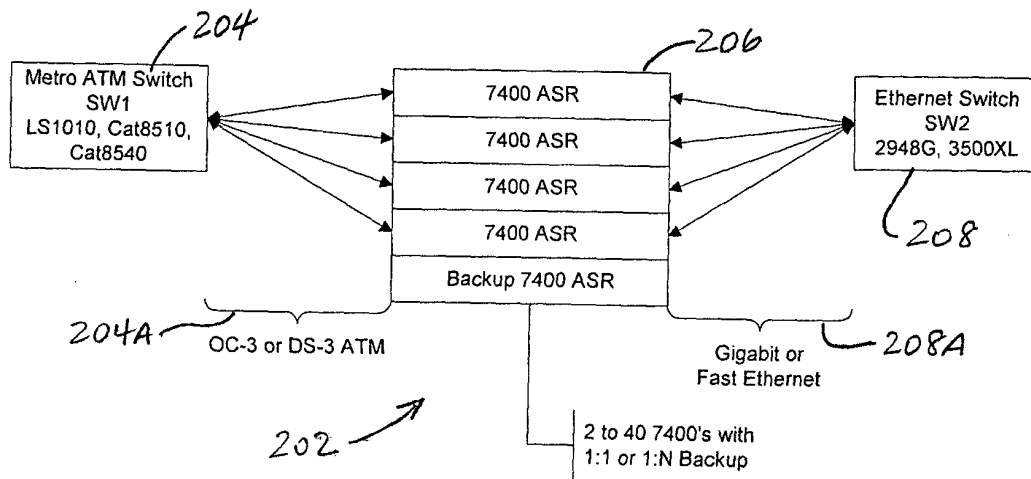 204
206
Metro ATM Switch
SW1
LS1010, Cat8510,
Cat8540
7400 ASR
7400 ASR
7400 ASR
7400 ASR
Backup 7400 ASR
Ethernet Switch
SW2
2948G, 3500XL
208
204A
OC-3 or DS-3 ATM
208A
Gigabit or
Fast Ethernet
202
2 to 40 7400's with
1:1 or 1:N Backup